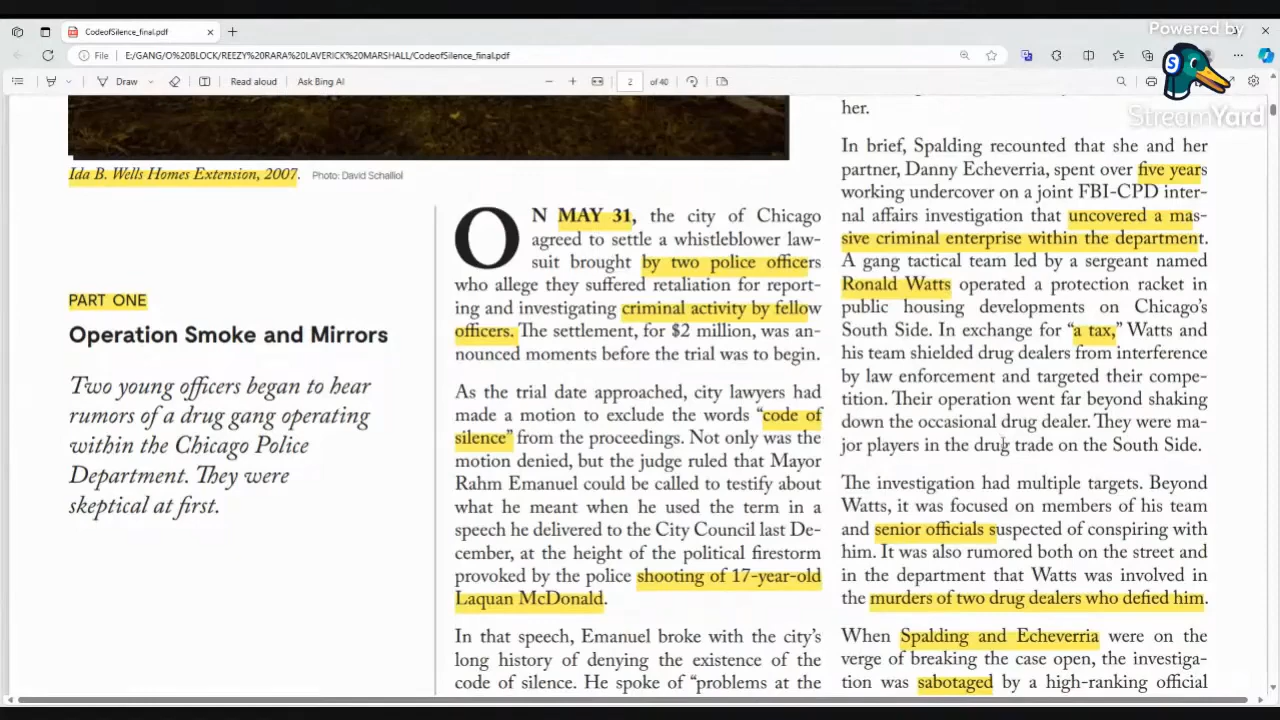 Powered by
CodeofSilence_final.pdf
File
E:/GANG/O%20BLOCK/REEZY%20RARA%20LAVERICK%20MARSHALL/CodeofSilence_final.pdf
Draw
Read aloud
Ask Bing AI
2
of 40
StreamYard
Ida B. Wells Homes Extension, 2007. Photo: David Schalliol
PART ONE
Operation Smoke and Mirrors
Two young officers began to hear
rumors of a drug gang operating
within the Chicago Police
Department. They were
skeptical at first.
ON MAY 31, the city of Chicago
agreed to settle a whistleblower law-
suit brought by two police officers
who allege they suffered retaliation for report-
ing and investigating criminal activity by fellow
officers. The settlement, for $2 million, was an-
nounced moments before the trial was to begin.
As the trial date approached, city lawyers had
made a motion to exclude the words “code of
silence” from the proceedings. Not only was the
motion denied, but the judge ruled that Mayor
Rahm Emanuel could be called to testify about
what he meant when he used the term in a
speech he delivered to the City Council last De-
cember, at the height of the political firestorm
provoked by the police shooting of 17-year-old
Laquan McDonald.
In that speech, Emanuel broke with the city’s
long history of denying the existence of the
code of silence. He spoke of “problems at the
her.
In brief, Spalding recounted that she and her
partner, Danny Echeverria, spent over five years
working undercover on a joint FBI-CPD inter-
nal affairs investigation that uncovered a mas-
sive criminal enterprise within the department.
A gang tactical team led by a sergeant named
Ronald Watts operated a protection racket in
public housing developments on Chicago’s
South Side. In exchange for “a tax,” Watts and
his team shielded drug dealers from interference
by law enforcement and targeted their compe-
tition. Their operation went far beyond shaking
down the occasional drug dealer. They were ma-
jor players in the drug trade on the South Side.
The investigation had multiple targets. Beyond
Watts, it was focused on members of his team
and senior officials suspected of conspiring with
him. It was also rumored both on the street and
in the department that Watts was involved in
the murders of two drug dealers who defied him.
When Spalding and Echeverria were on the
verge of breaking the case open, the investiga-
tion was sabotaged by a high-ranking official